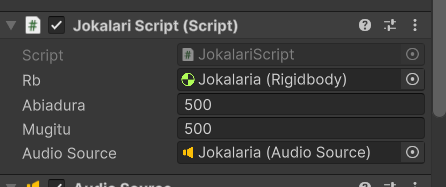 Jokalari Script (Script)
Script JokalariScript
Rb Jokalaria (Rigidbody)
Abiadura 500
Mugitu 500
Audio Source Jokalaria (Audio Source)
Audio Source